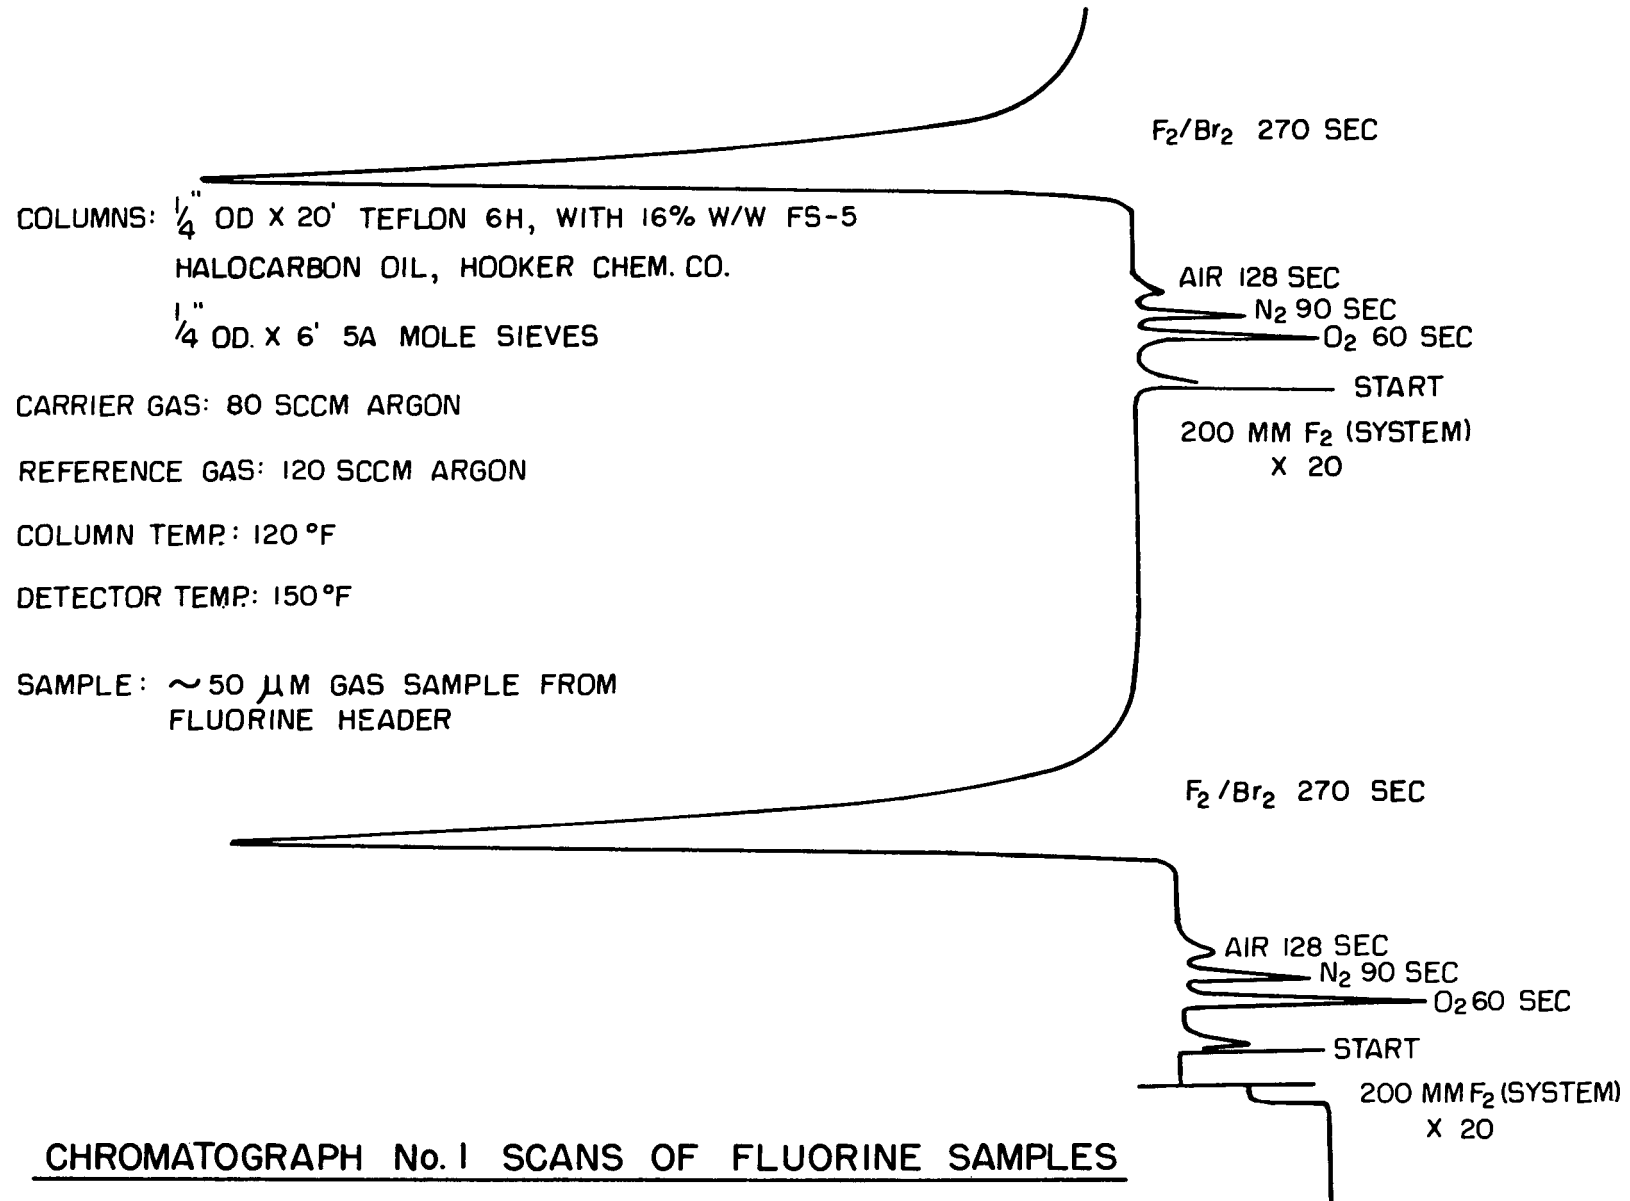 F2/Br2 270 SEC
COLUMNS: 1/4" OD X 20' TEFLON 6H, WITH 16% W/W FS-5
HALOCARBON OIL, HOOKER CHEM. CO.
1/4" OD. X 6' 5A MOLE SIEVES
CARRIER GAS: 80 SCCM ARGON
REFERENCE GAS: 120 SCCM ARGON
COLUMN TEMP.: 120 °F
DETECTOR TEMP.: 150 °F
SAMPLE: ~50 μM GAS SAMPLE FROM
FLUORINE HEADER
AIR 128 SEC
N2 90 SEC
O2 60 SEC
START
200 MM F2 (SYSTEM)
X 20
F2/Br2 270 SEC
AIR 128 SEC
N2 90 SEC
O2 60 SEC
START
200 MM F2 (SYSTEM)
X 20
CHROMATOGRAPH No. 1 SCANS OF FLUORINE SAMPLES